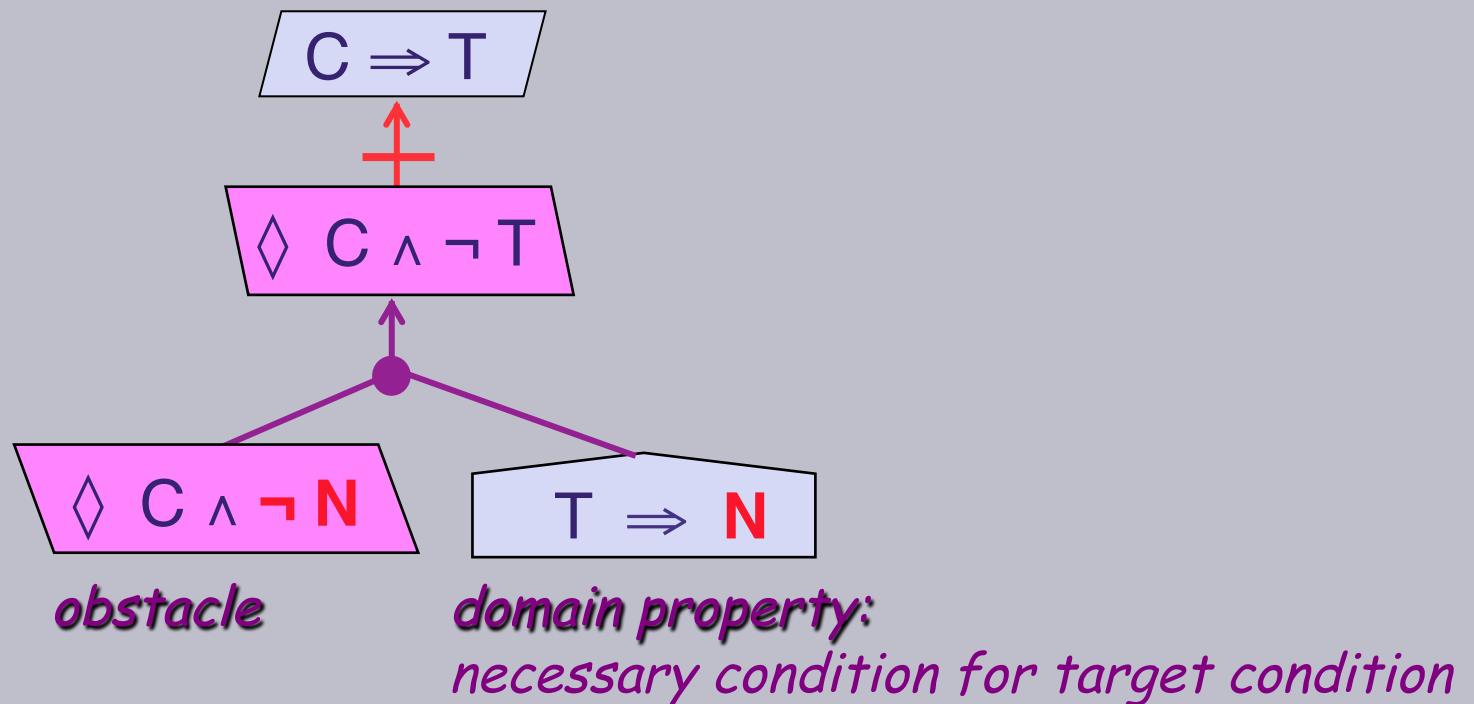 C ⇒ T
◊ C ∧ ¬ T
◊ C ∧ ¬ N
T ⇒ N
obstacle
domain property:
necessary condition for target condition